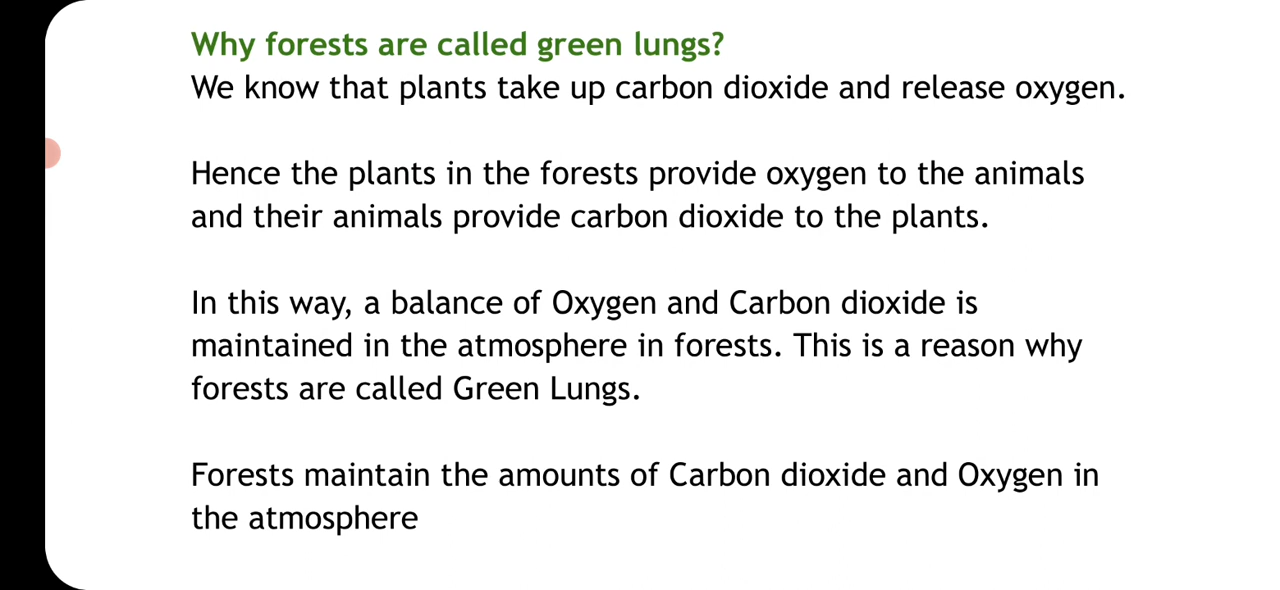 Why forests are called green lungs?
We know that plants take up carbon dioxide and release oxygen.
Hence the plants in the forests provide oxygen to the animals
and their animals provide carbon dioxide to the plants.
In this way, a balance of Oxygen and Carbon dioxide is
maintained in the atmosphere in forests. This is a reason why
forests are called Green Lungs.
Forests maintain the amounts of Carbon dioxide and Oxygen in
the atmosphere